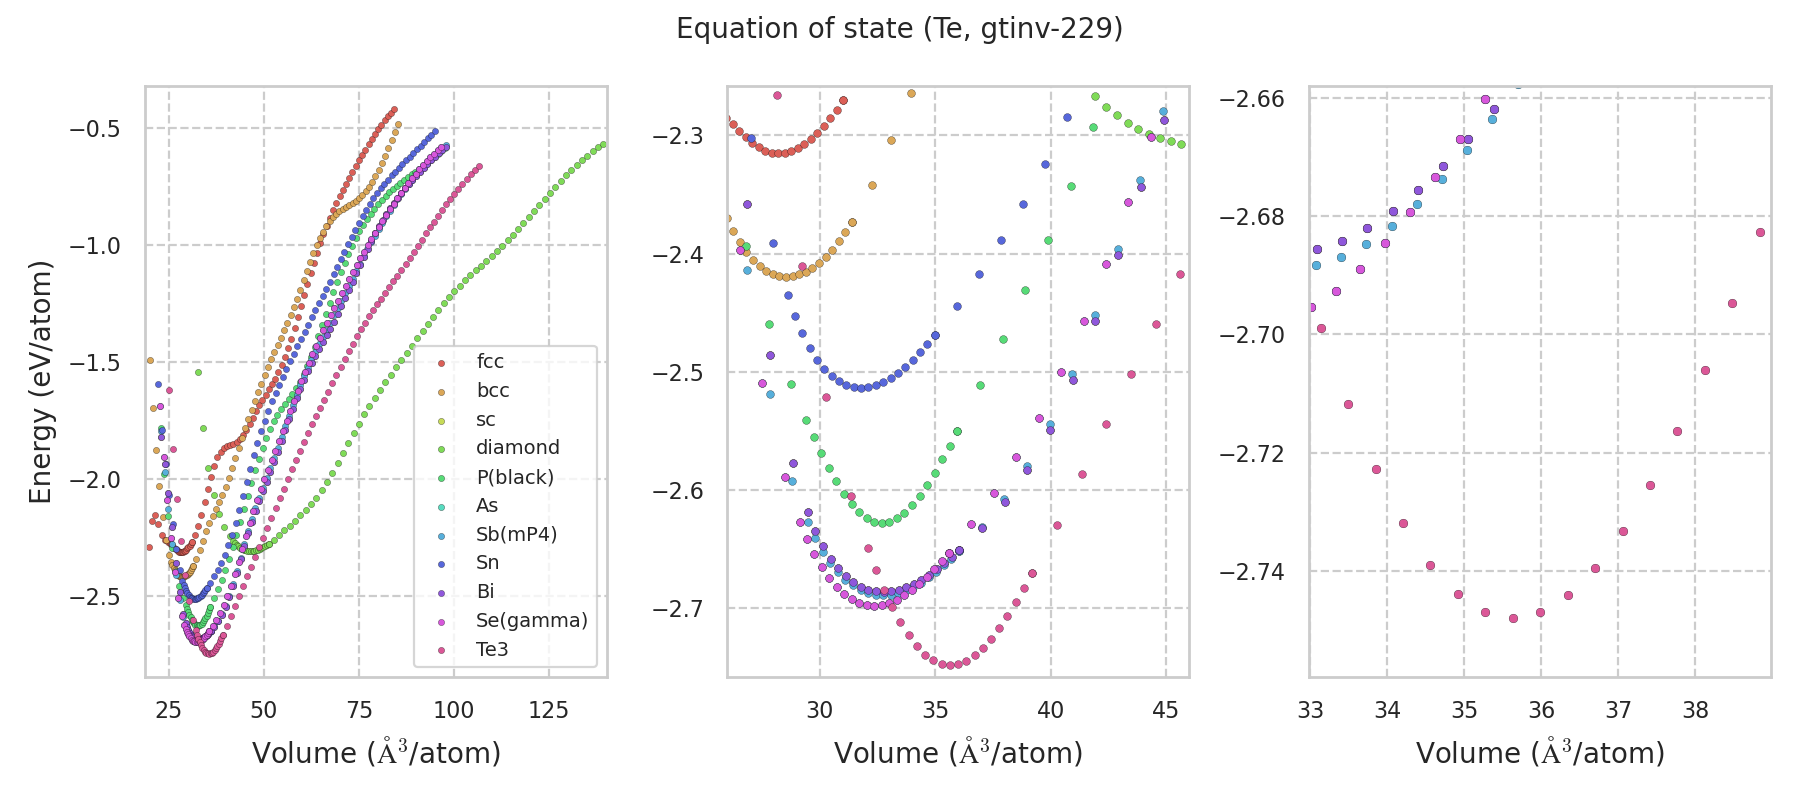 Equation of state (Te, gtinv-229)
Energy (eV/atom)
−0.5
−1.0
−1.5
−2.0
−2.5
25 50 75 100 125
Volume (Å³/atom)
fcc
bcc
sc
diamond
P(black)
As
Sb(mP4)
Sn
Bi
Se(gamma)
Te3
−2.3
−2.4
−2.5
−2.6
−2.7
30 35 40 45
Volume (Å³/atom)
−2.66
−2.68
−2.70
−2.72
−2.74
33 34 35 36 37 38
Volume (Å³/atom)